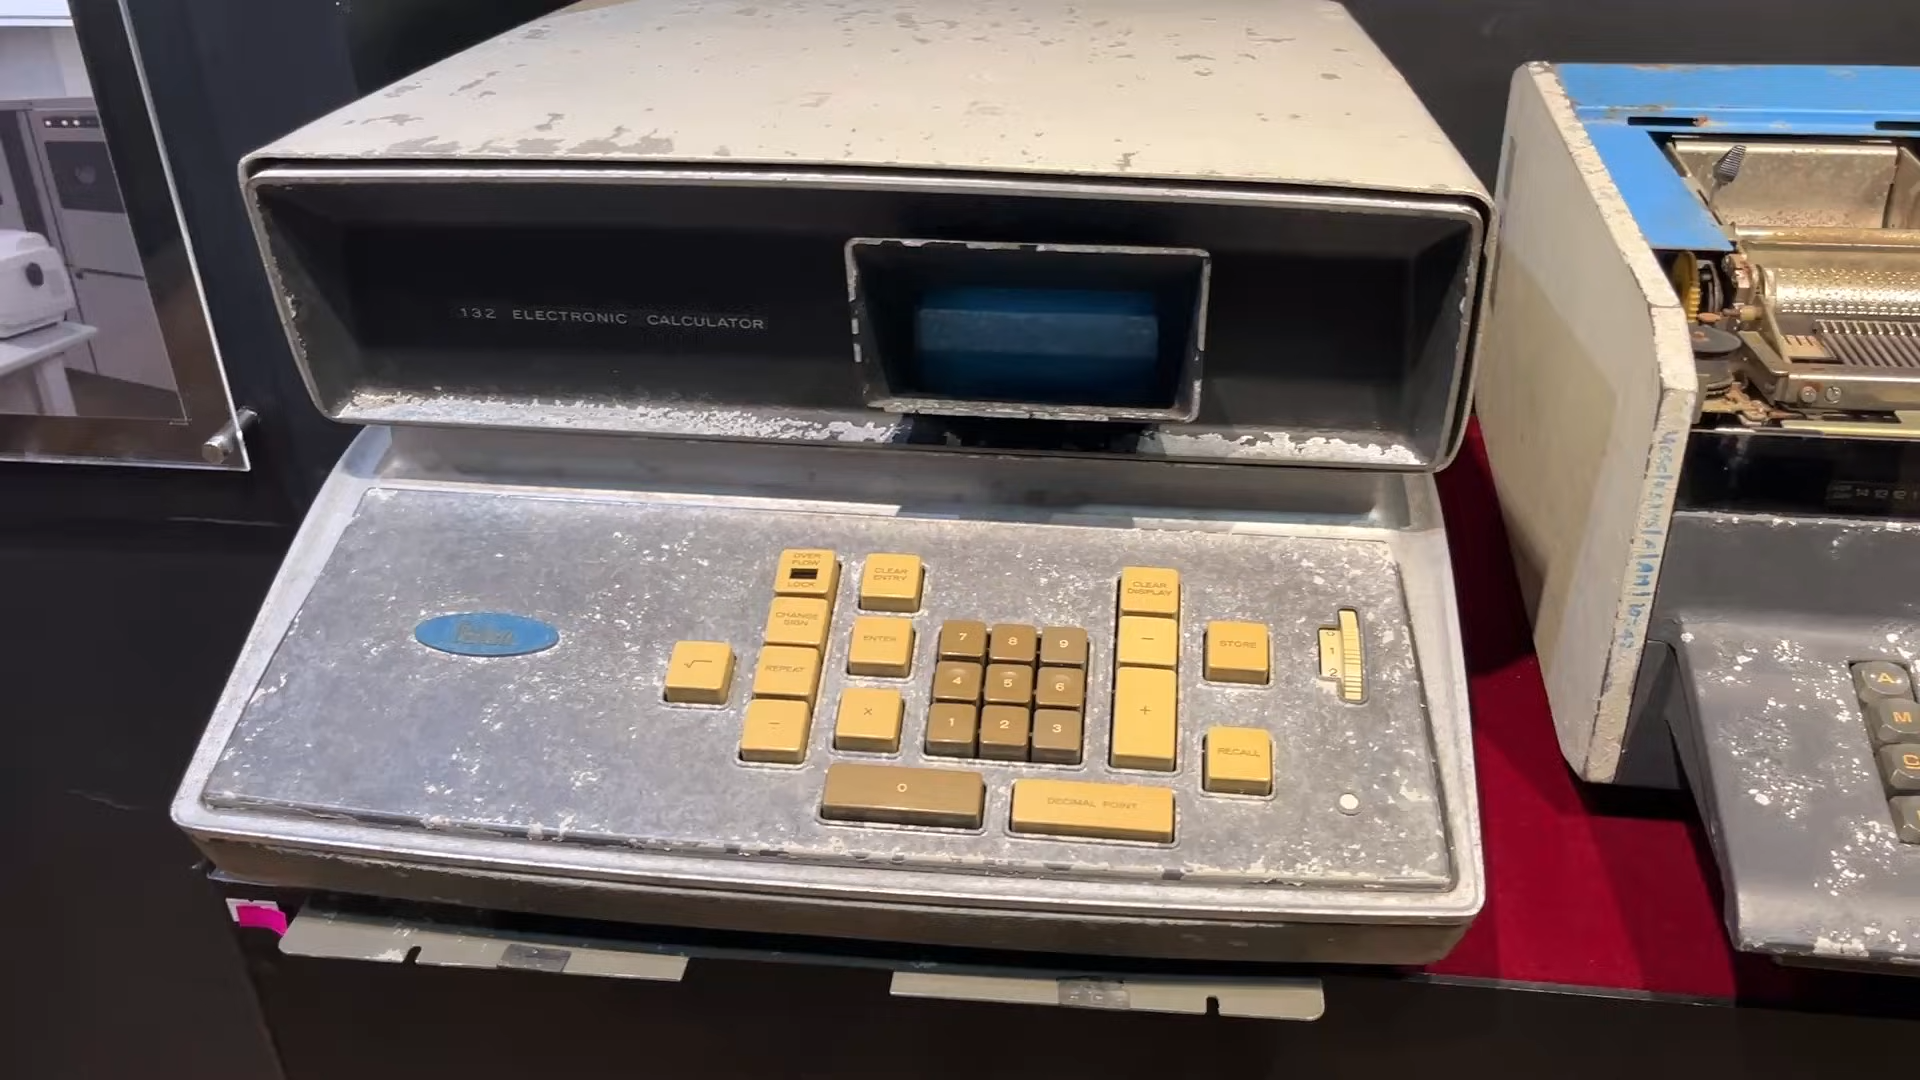 132 ELECTRONIC CALCULATOR
OVER
FLOW
LOCK
CLEAR
ENTRY
CLEAR
DISPLAY
CHANGE
SIGN
ENTER
7 8 9
−
STORE
0
1
2
√
REPEAT
4 5 6
÷
×
1 2 3
+
RECALL
0
DECIMAL POINT
A
M